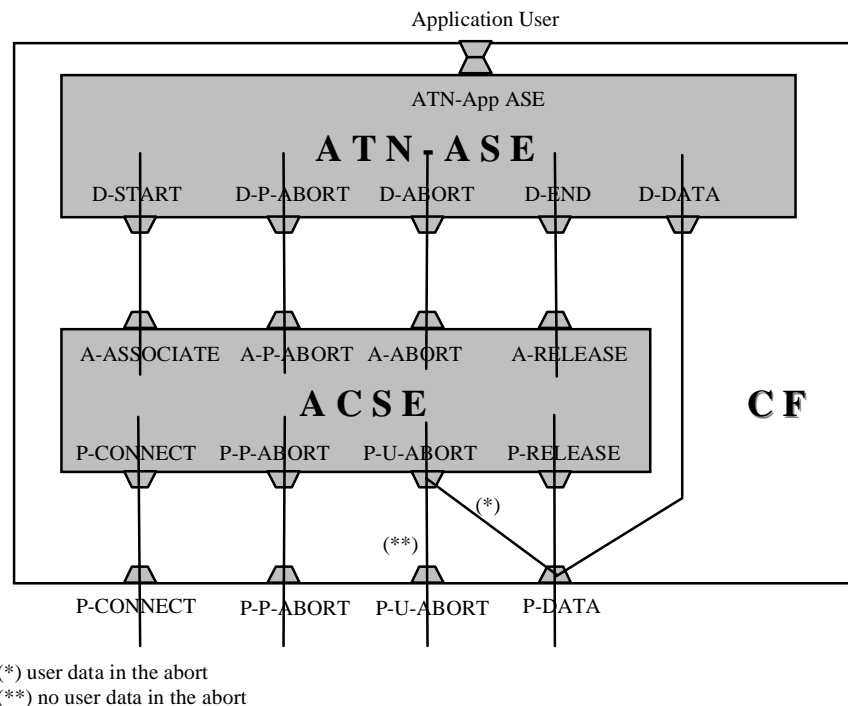 Application User
ATN-App ASE
ATN-ASE
D-START D-P-ABORT D-ABORT D-END D-DATA
A-ASSOCIATE A-P-ABORT A-ABORT A-RELEASE
ACSE
CF
P-CONNECT P-P-ABORT P-U-ABORT P-RELEASE
(*)
(**)
P-CONNECT P-P-ABORT P-U-ABORT P-DATA
(*) user data in the abort
(**) no user data in the abort